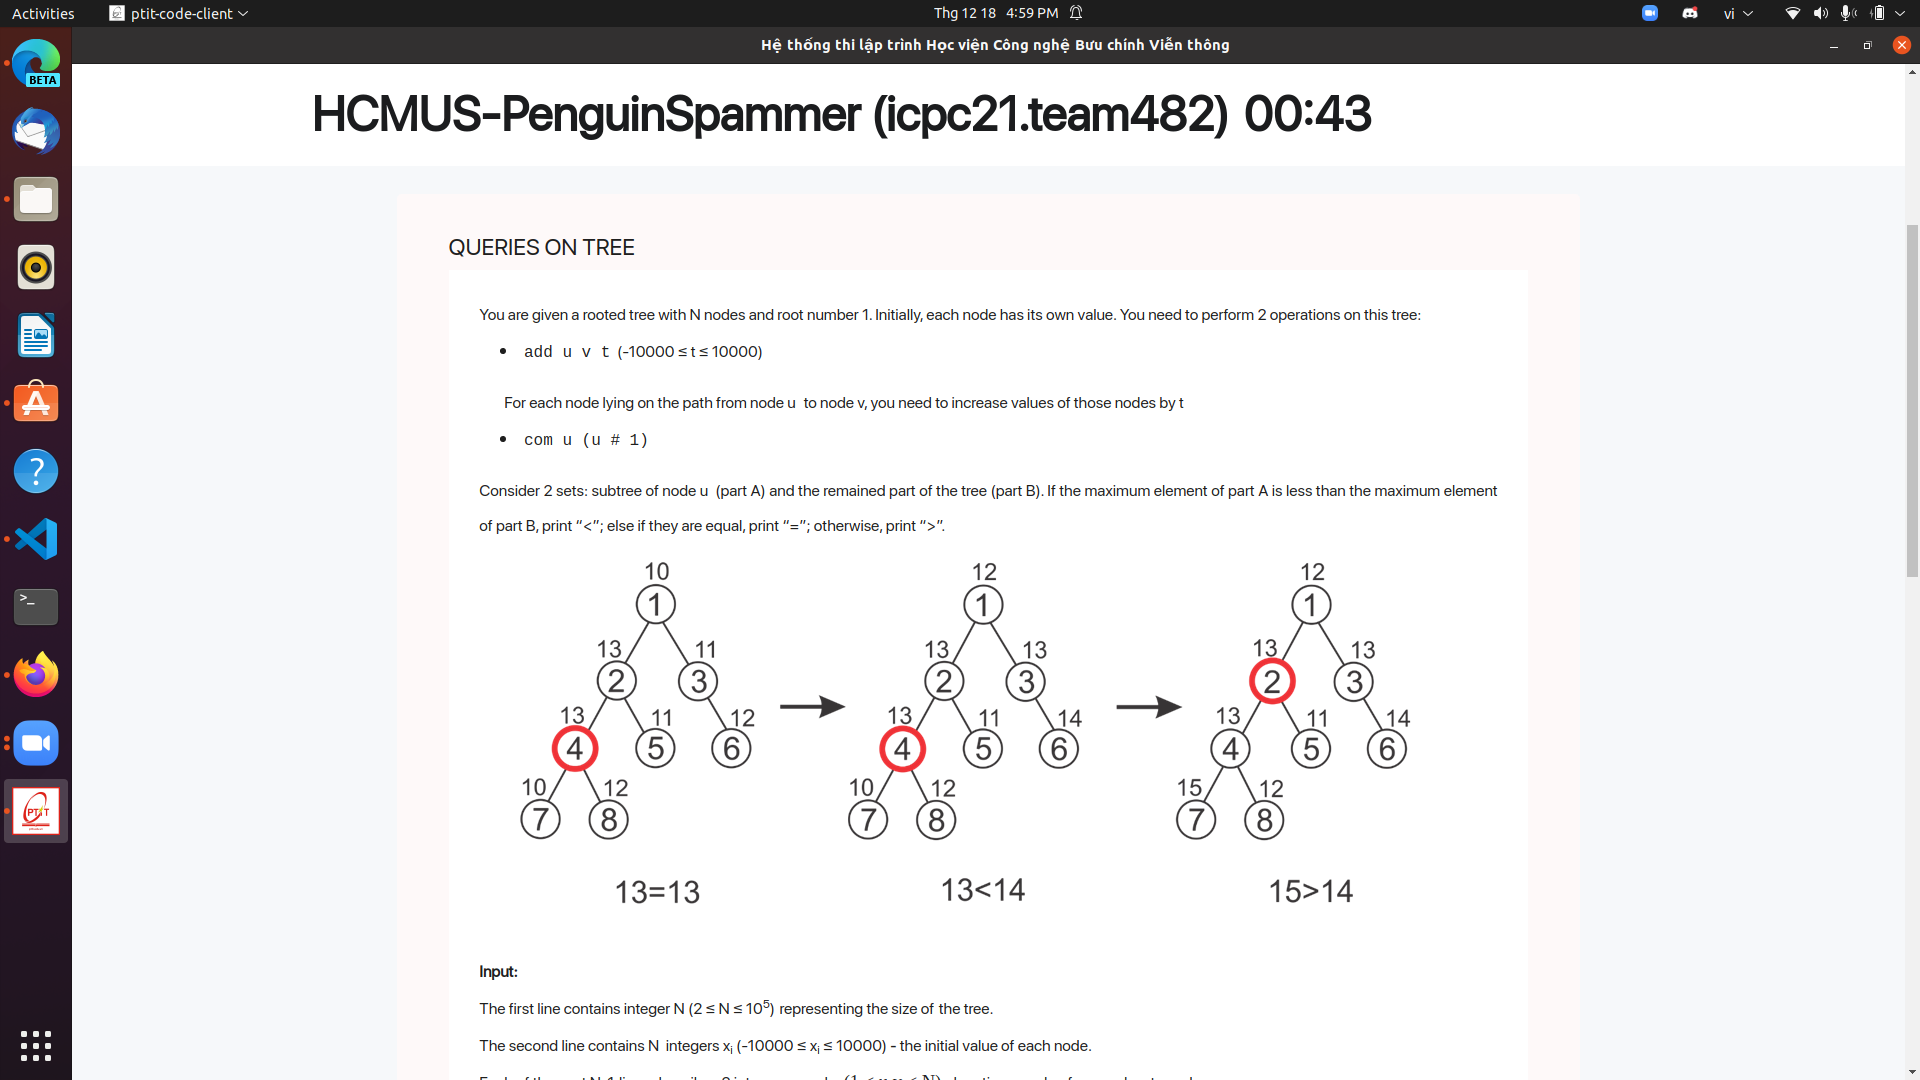 Activities
ptit-code-client
Thg 12 18 4:59 PM
vi
Hệ thống thi lập trình Học viện Công nghệ Bưu chính Viễn thông
BETA
HCMUS-PenguinSpammer (icpc21.team482) 00:43
QUERIES ON TREE
You are given a rooted tree with N nodes and root number 1. Initially, each node has its own value. You need to perform 2 operations on this tree:
• add u v t (-10000 ≤ t ≤ 10000)
For each node lying on the path from node u to node v, you need to increase values of those nodes by t
• com u (u # 1)
Consider 2 sets: subtree of node u (part A) and the remained part of the tree (part B). If the maximum element of part A is less than the maximum element
of part B, print “<”; else if they are equal, print “=”; otherwise, print “>”.
10 12 12
1 1 1
13 11 13 13 13 13
2 3 2 3 2 3
13 11 12 13 11 14 13 11 14
4 5 6 4 5 6 4 5 6
10 12 10 12 15 12
7 8 7 8 7 8
13=13 13<14 15>14
Input:
The first line contains integer N (2 ≤ N ≤ 10⁵) representing the size of the tree.
The second line contains N integers xᵢ (-10000 ≤ xᵢ ≤ 10000) - the initial value of each node.
PTIT